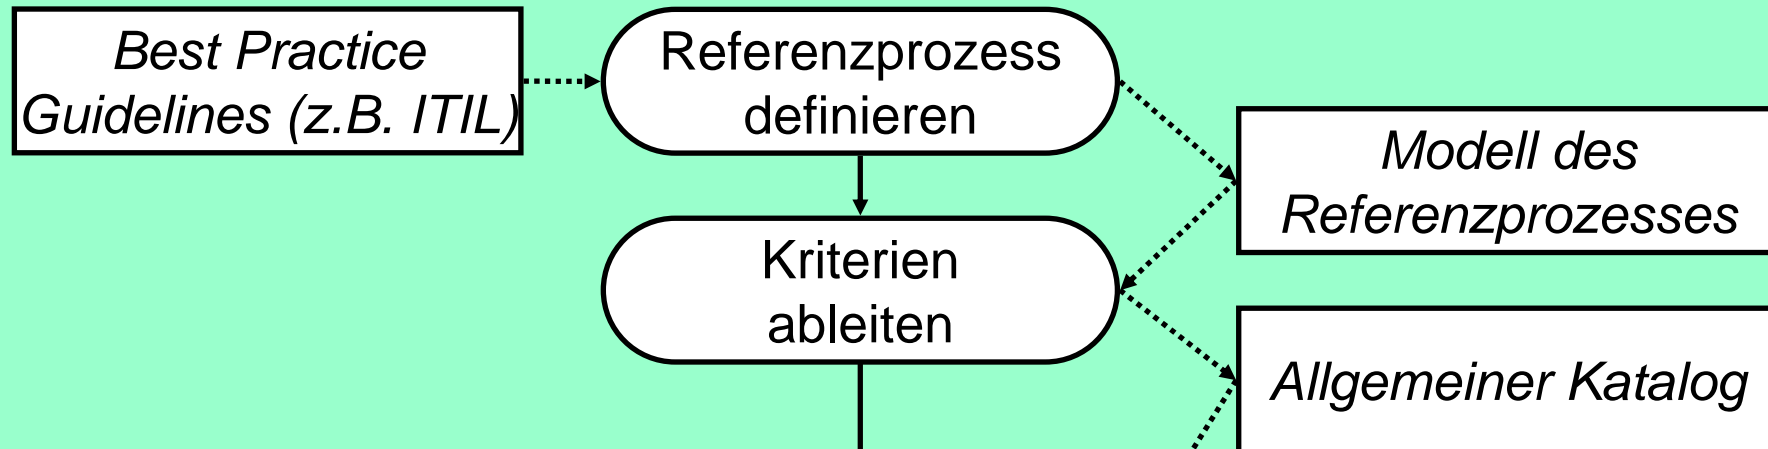 Best Practice
Guidelines (z.B. ITIL)
Referenzprozess
definieren
Modell des
Referenzprozesses
Kriterien
ableiten
Allgemeiner Katalog